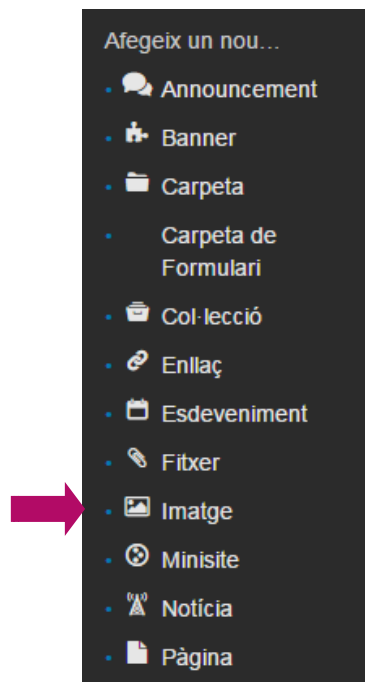 Afegeix un nou...
Announcement
Banner
Carpeta
Carpeta de
Formulari
Col·lecció
Enllaç
Esdeveniment
Fitxer
Imatge
Minisite
Notícia
Pàgina